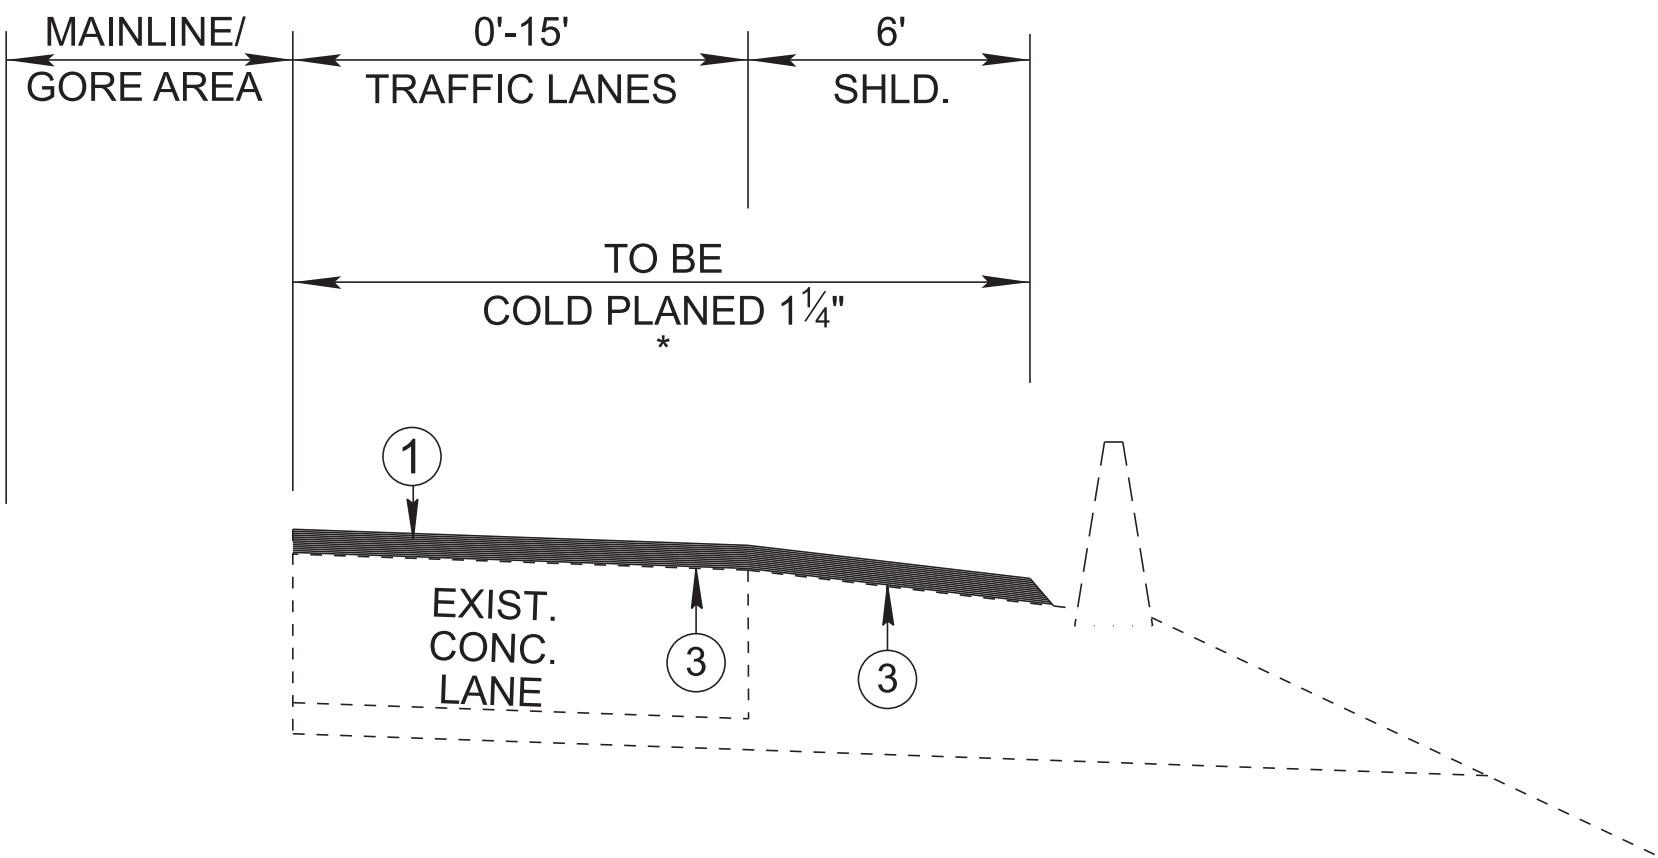 MAINLINE/
GORE AREA
0'-15'
TRAFFIC LANES
6'
SHLD.
TO BE
COLD PLANED 1¼"
*
1
EXIST.
CONC.
LANE
3
3